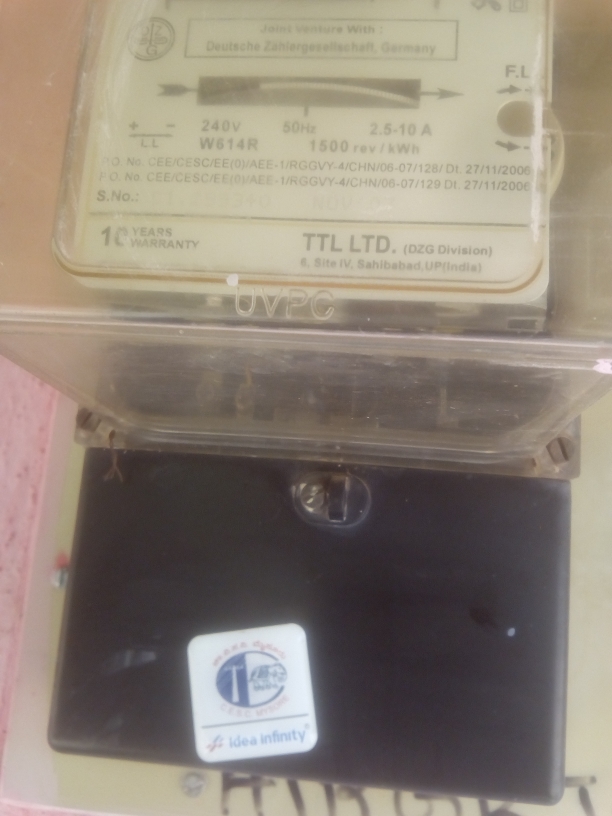 Joint Venture With :
Deutsche Zählergesellschaft, Germany
F.L
+ - 240V 50Hz 2.5-10 A
L.L W614R 1500 rev / kWh
P.O. No. CEE/CESC/EE(0)/AEE-1/RGGVY-4/CHN/06-07/128/ Dt. 27/11/2006
P.O. No. CEE/CESC/EE(0)/AEE-1/RGGVY-4/CHN/06-07/129 Dt. 27/11/2006
S.No.:
10 YEARS
WARRANTY
TTL LTD. (DZG Division)
6, Site IV, Sahibabad,UP(India)
UVPC
idea infinity